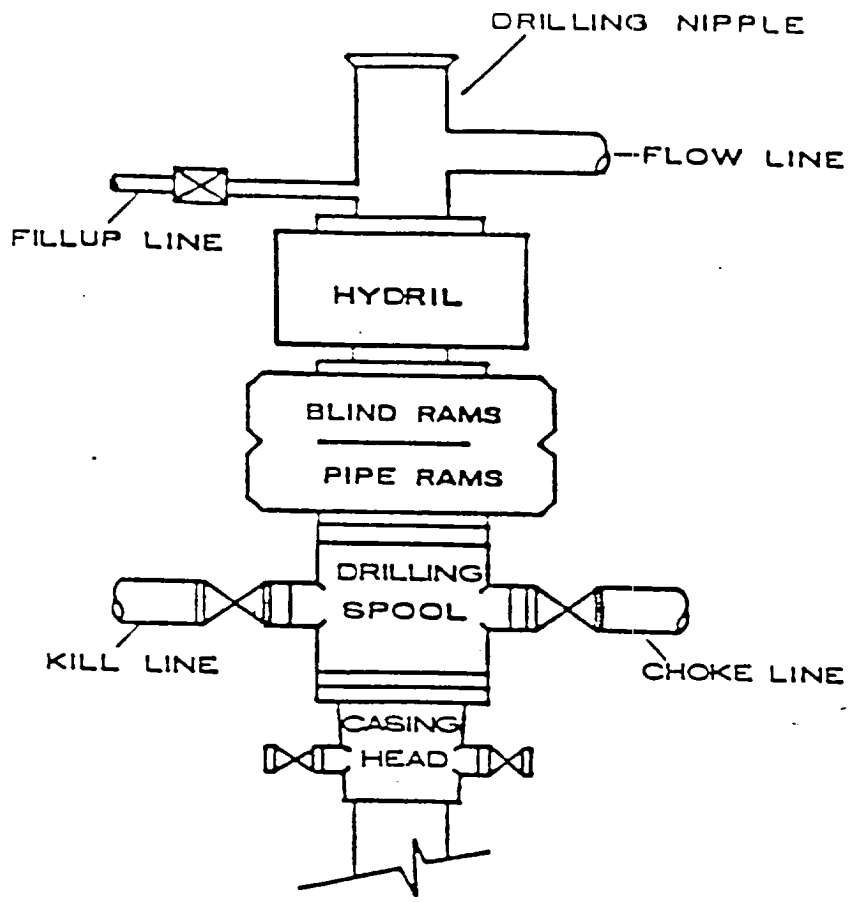 DRILLING NIPPLE
FLOW LINE
FILLUP LINE
HYDRIL
BLIND RAMS
PIPE RAMS
DRILLING
SPOOL
KILL LINE
CHOKE LINE
CASING
HEAD